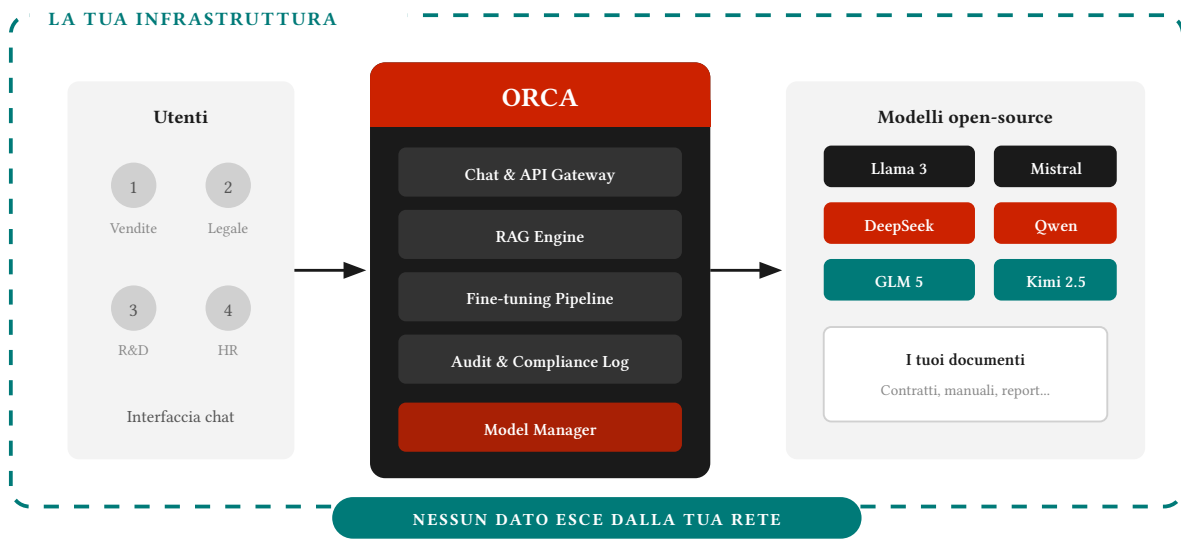 LA TUA INFRASTRUTTURA
Utenti
1
2
Vendite
Legale
3
4
R&D
HR
Interfaccia chat
ORCA
Chat & API Gateway
RAG Engine
Fine-tuning Pipeline
Audit & Compliance Log
Model Manager
Modelli open-source
Llama 3
Mistral
DeepSeek
Qwen
GLM 5
Kimi 2.5
I tuoi documenti
Contratti, manuali, report...
NESSUN DATO ESCE DALLA TUA RETE